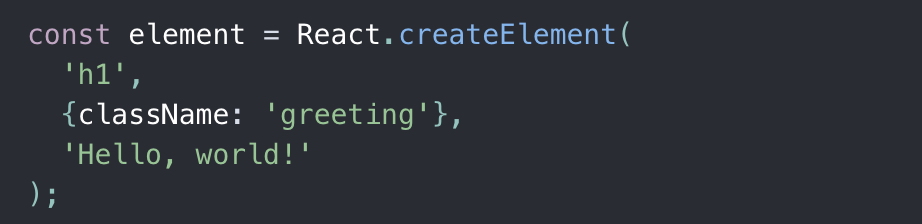 const element = React.createElement(
  'h1',
  {className: 'greeting'},
  'Hello, world!'
);